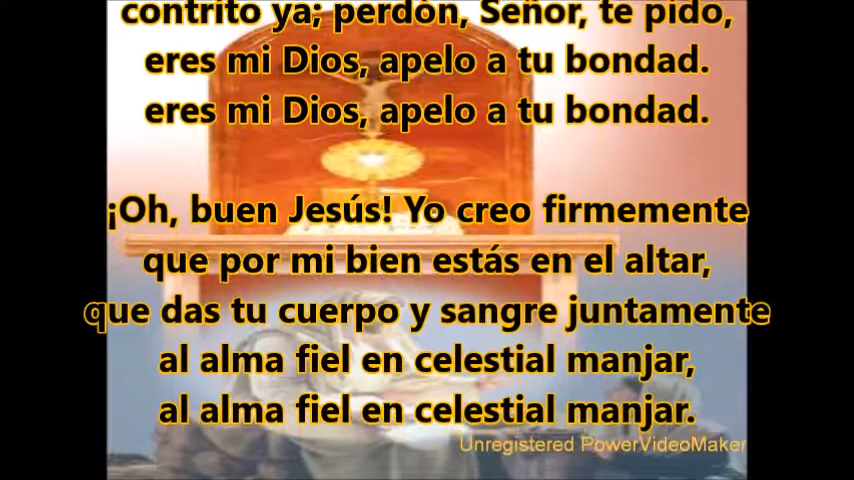 contrito ya; perdón, Señor, te pido,
eres mi Dios, apelo a tu bondad.
eres mi Dios, apelo a tu bondad.
¡Oh, buen Jesús! Yo creo firmemente
que por mi bien estás en el altar,
que das tu cuerpo y sangre juntamente
al alma fiel en celestial manjar,
al alma fiel en celestial manjar.
Unregistered PowerVideoMaker